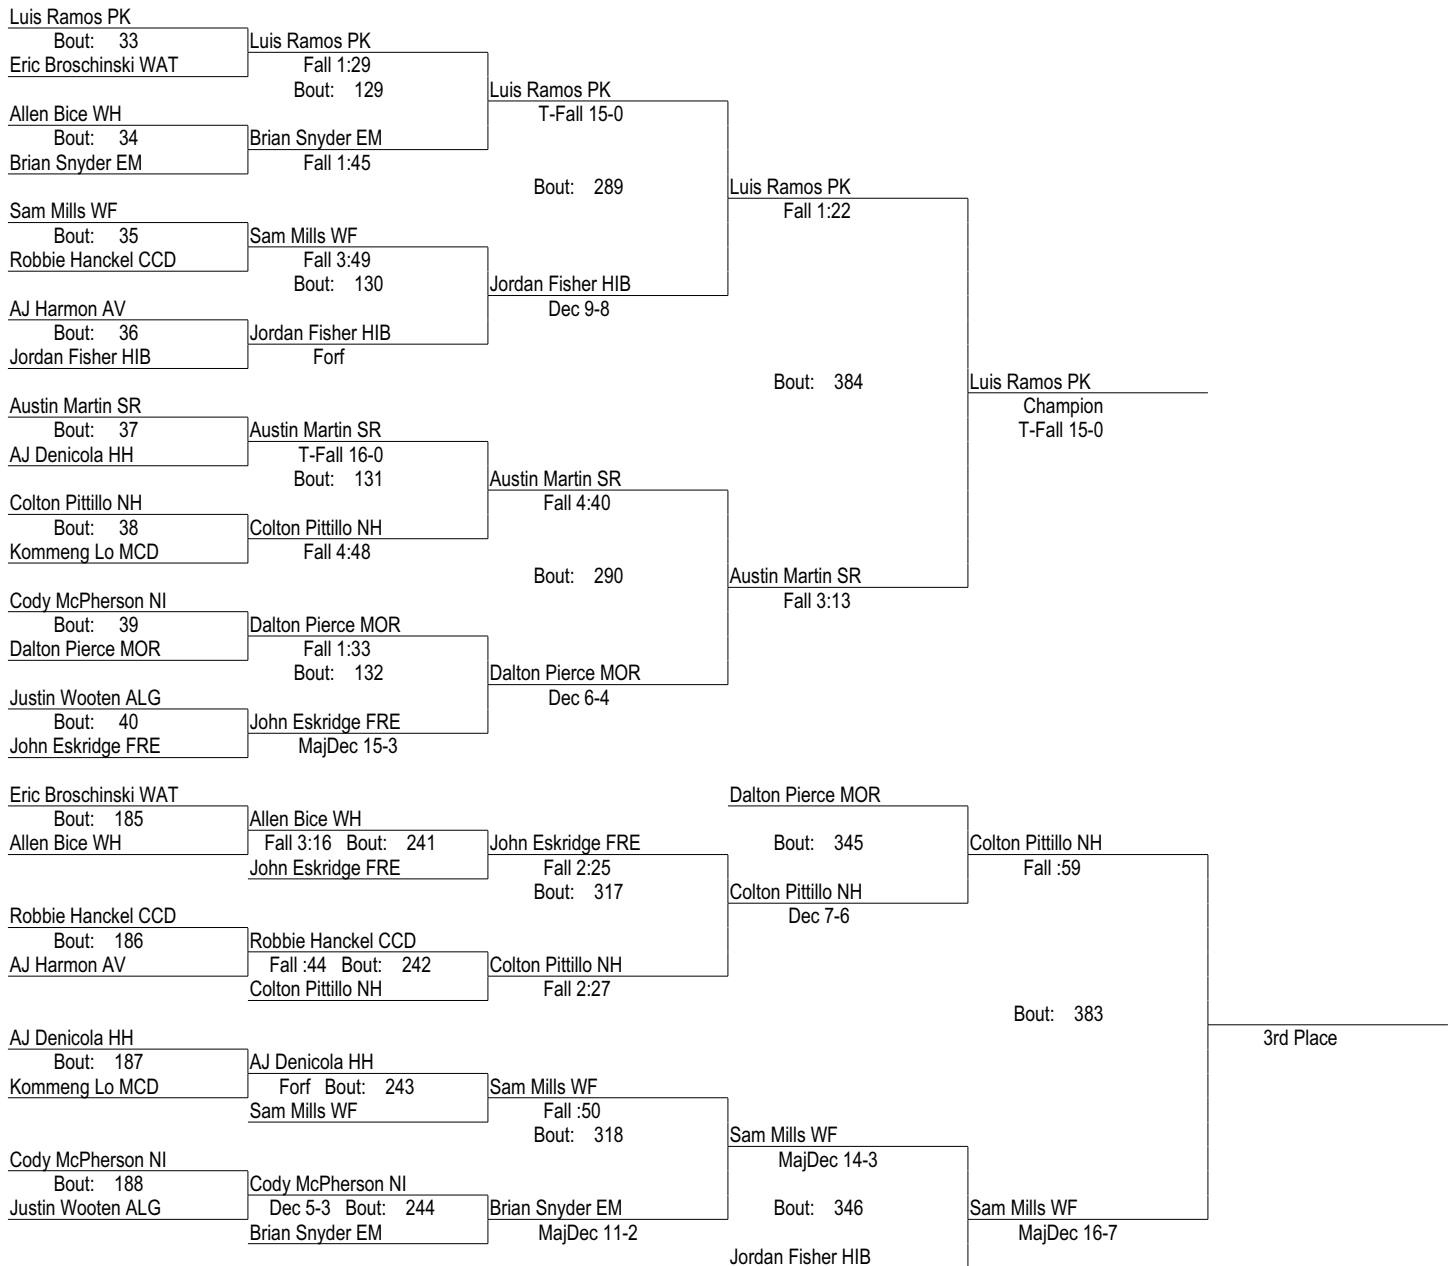 Luis Ramos PK
Bout: 33
Eric Broschinski WAT
Allen Bice WH
Bout: 34
Brian Snyder EM
Sam Mills WF
Bout: 35
Robbie Hanckel CCD
AJ Harmon AV
Bout: 36
Jordan Fisher HIB
Austin Martin SR
Bout: 37
AJ Denicola HH
Colton Pittillo NH
Bout: 38
Kommeng Lo MCD
Cody McPherson NI
Bout: 39
Dalton Pierce MOR
Justin Wooten ALG
Bout: 40
John Eskridge FRE
Luis Ramos PK
Fall 1:29
Bout: 129
Brian Snyder EM
Fall 1:45
Sam Mills WF
Fall 3:49
Bout: 130
Jordan Fisher HIB
Forf
Austin Martin SR
T-Fall 16-0
Bout: 131
Colton Pittillo NH
Fall 4:48
Dalton Pierce MOR
Fall 1:33
Bout: 132
John Eskridge FRE
MajDec 15-3
Luis Ramos PK
T-Fall 15-0
Bout: 289
Jordan Fisher HIB
Dec 9-8
Austin Martin SR
Fall 4:40
Bout: 290
Dalton Pierce MOR
Dec 6-4
Luis Ramos PK
Fall 1:22
Bout: 384
Austin Martin SR
Fall 3:13
Luis Ramos PK
Champion
T-Fall 15-0
Eric Broschinski WAT
Bout: 185
Allen Bice WH
Robbie Hanckel CCD
Bout: 186
AJ Harmon AV
AJ Denicola HH
Bout: 187
Kommeng Lo MCD
Cody McPherson NI
Bout: 188
Justin Wooten ALG
Allen Bice WH
Fall 3:16 Bout: 241
John Eskridge FRE
Robbie Hanckel CCD
Fall :44 Bout: 242
Colton Pittillo NH
AJ Denicola HH
Forf Bout: 243
Sam Mills WF
Cody McPherson NI
Dec 5-3 Bout: 244
Brian Snyder EM
John Eskridge FRE
Fall 2:25
Bout: 317
Colton Pittillo NH
Fall 2:27
Sam Mills WF
Fall :50
Bout: 318
Brian Snyder EM
MajDec 11-2
Dalton Pierce MOR
Bout: 345
Colton Pittillo NH
Dec 7-6
Sam Mills WF
MajDec 14-3
Bout: 346
Jordan Fisher HIB
Colton Pittillo NH
Fall :59
Bout: 383
Sam Mills WF
MajDec 16-7
3rd Place